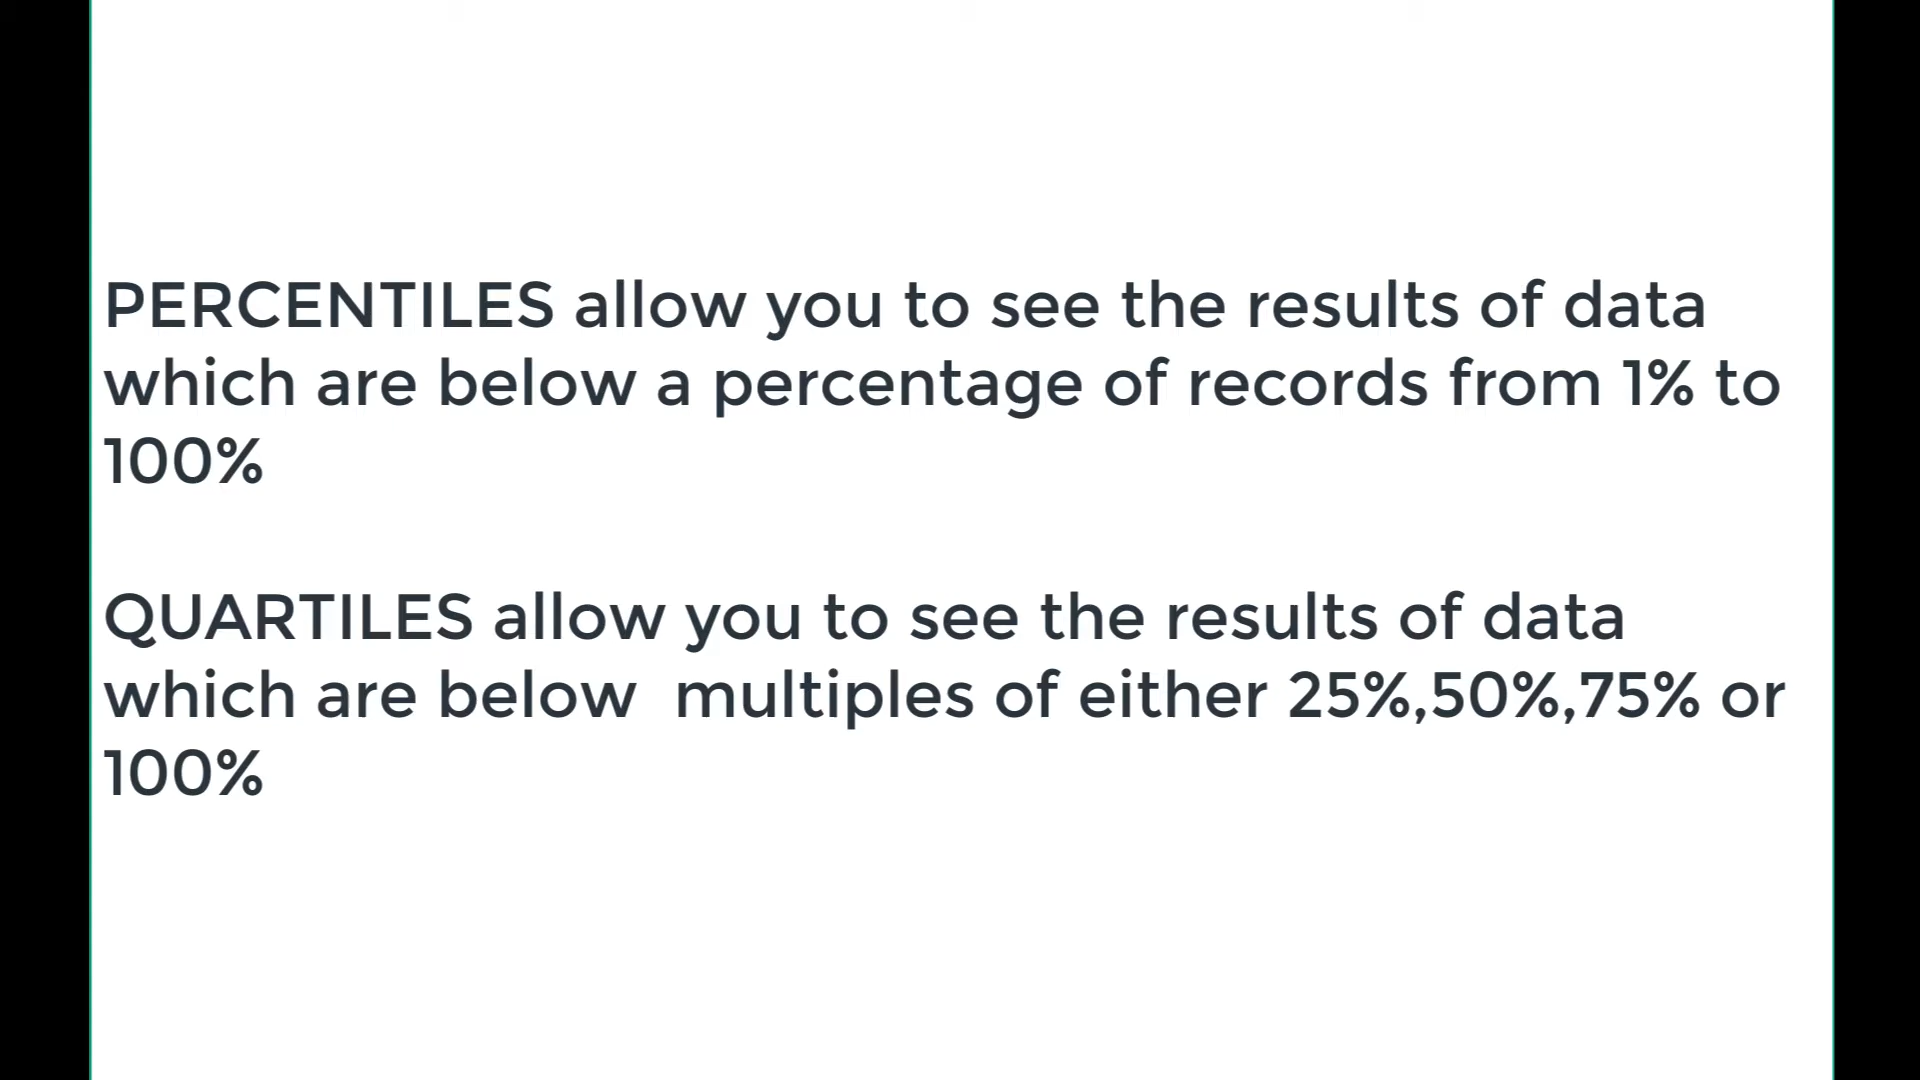 PERCENTILES allow you to see the results of data
which are below a percentage of records from 1% to
100%
QUARTILES allow you to see the results of data
which are below  multiples of either 25%,50%,75% or
100%